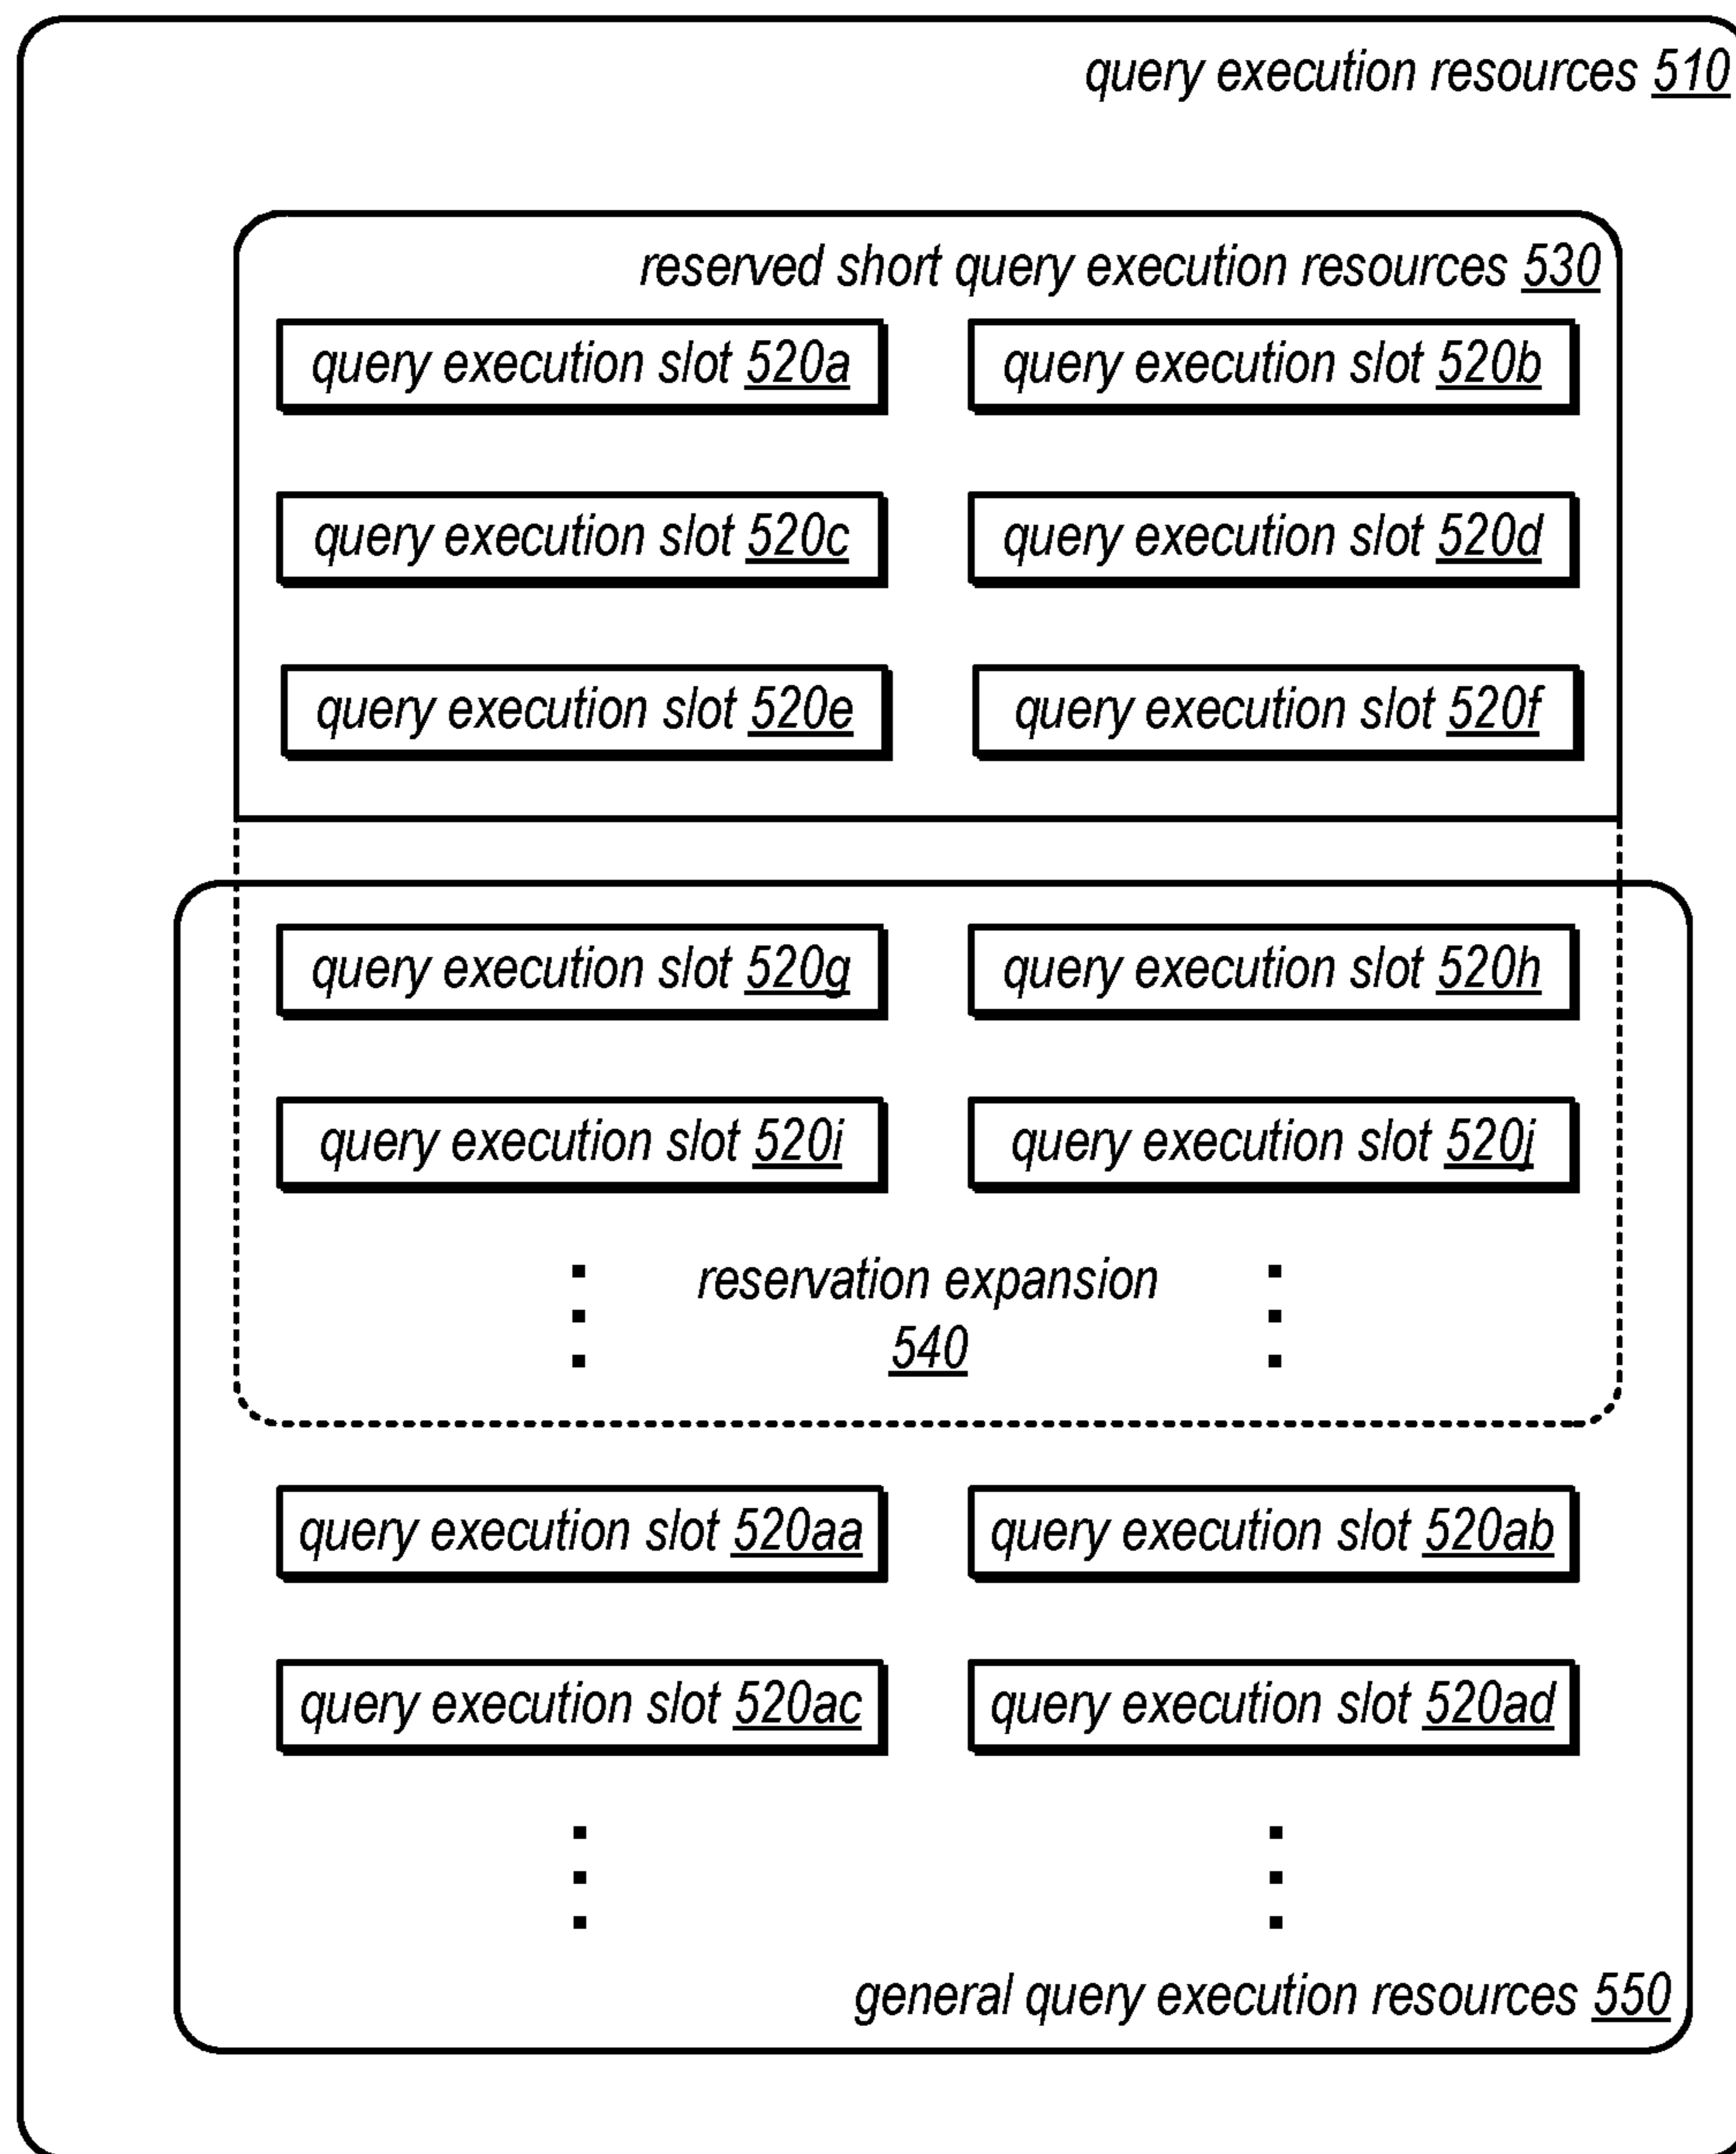 query execution resources 510
reserved short query execution resources 530
query execution slot 520a
query execution slot 520b
query execution slot 520c
query execution slot 520d
query execution slot 520e
query execution slot 520f
query execution slot 520g
query execution slot 520h
query execution slot 520i
query execution slot 520j
reservation expansion
540
query execution slot 520aa
query execution slot 520ab
query execution slot 520ac
query execution slot 520ad
general query execution resources 550